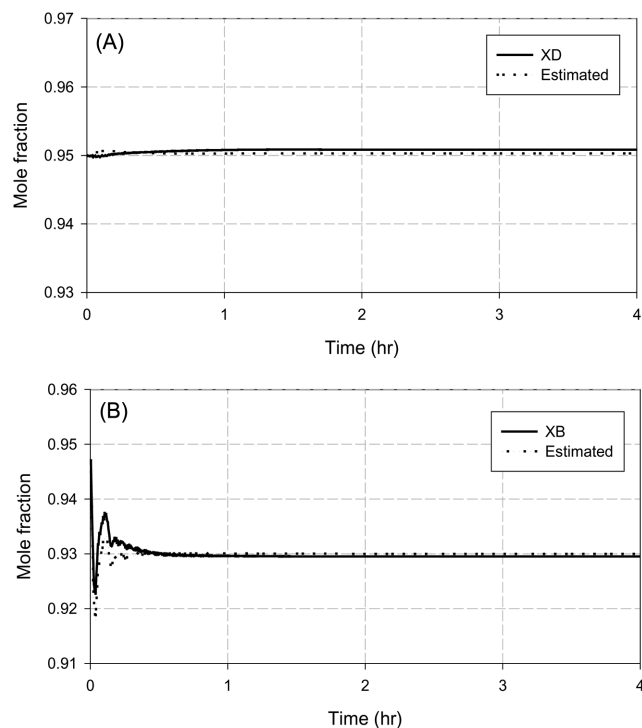 (A)
XD
Estimated
Mole fraction
0.97
0.96
0.95
0.94
0.93
0 1 2 3 4
Time (hr)
(B)
XB
Estimated
Mole fraction
0.96
0.95
0.94
0.93
0.92
0.91
0 1 2 3 4
Time (hr)